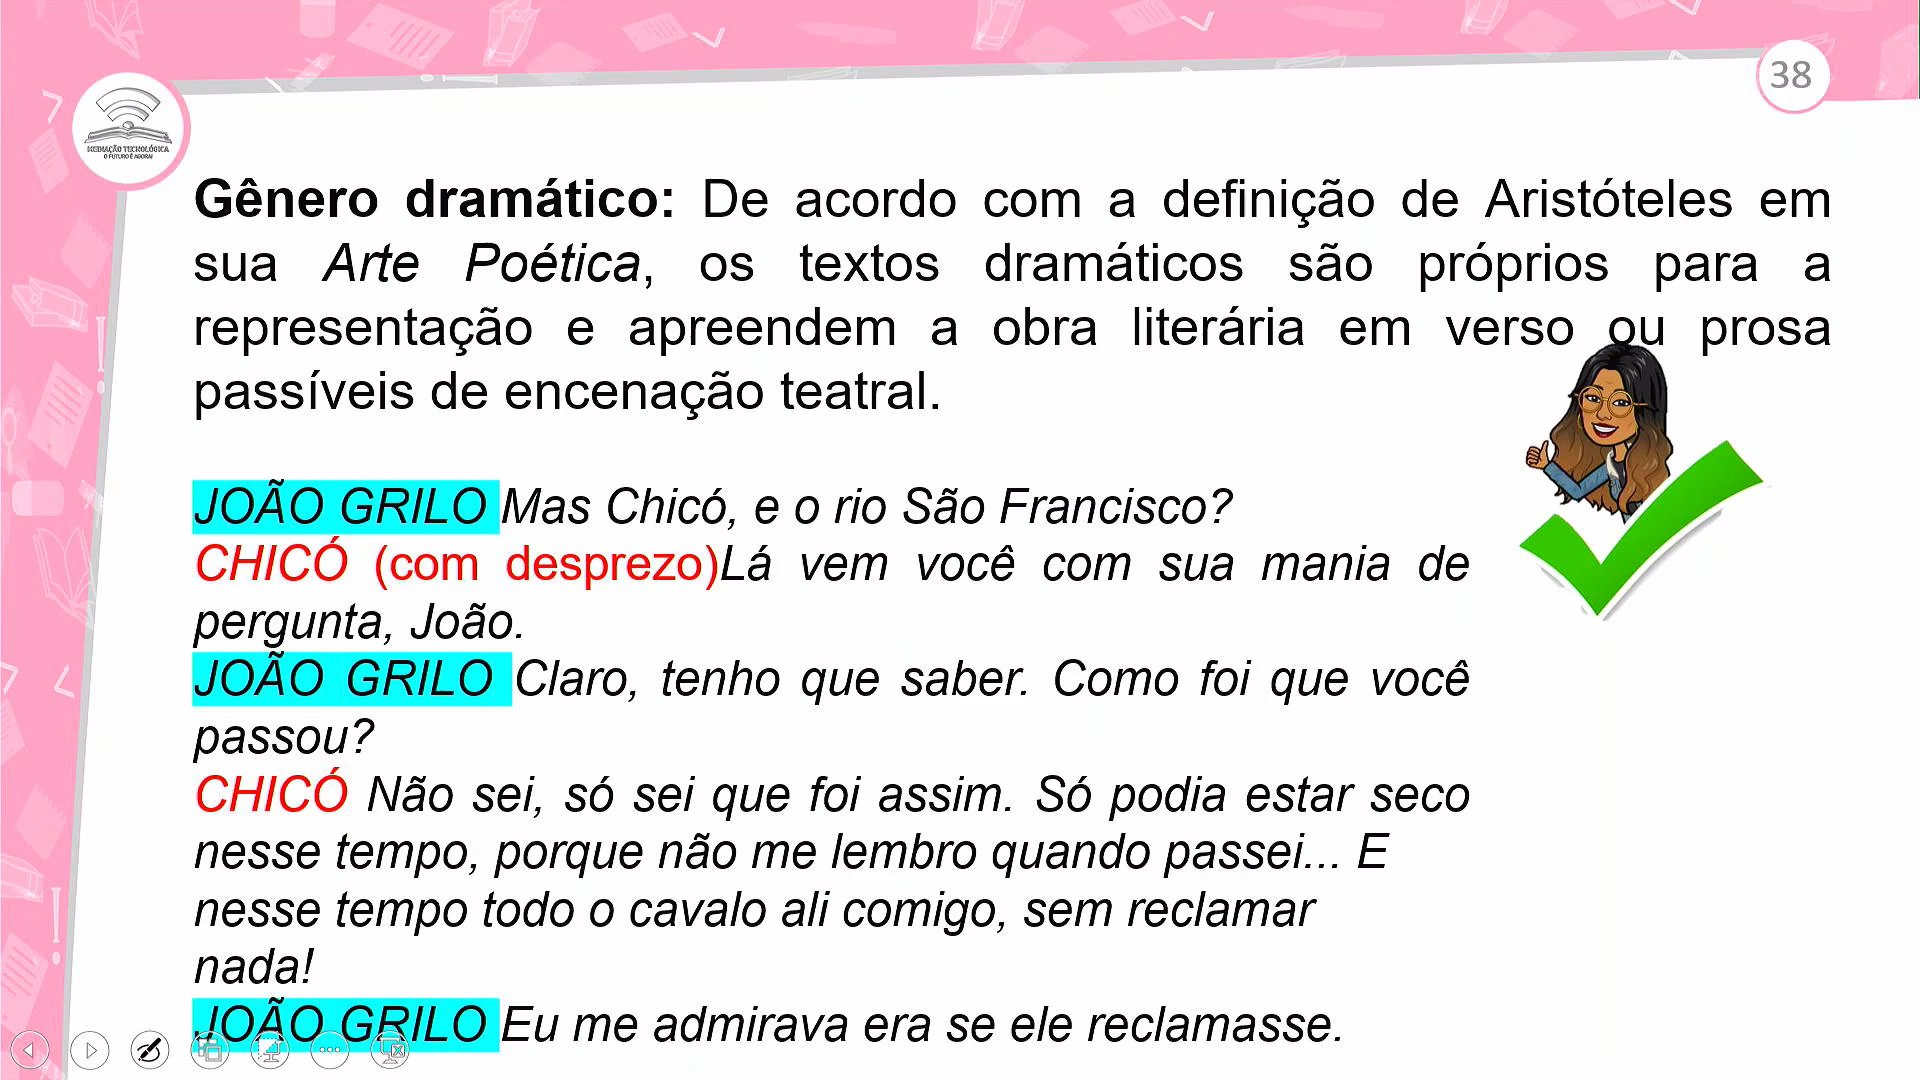 38
MEDIAÇÃO TECNOLÓGICA
O FUTURO É AGORA!
Gênero dramático: De acordo com a definição de Aristóteles em
sua Arte Poética, os textos dramáticos são próprios para a
representação e apreendem a obra literária em verso ou prosa
passíveis de encenação teatral.
JOÃO GRILO Mas Chicó, e o rio São Francisco?
CHICÓ (com desprezo)Lá vem você com sua mania de
pergunta, João.
JOÃO GRILO Claro, tenho que saber. Como foi que você
passou?
CHICÓ Não sei, só sei que foi assim. Só podia estar seco
nesse tempo, porque não me lembro quando passei... E
nesse tempo todo o cavalo ali comigo, sem reclamar
nada!
JOÃO GRILO Eu me admirava era se ele reclamasse.